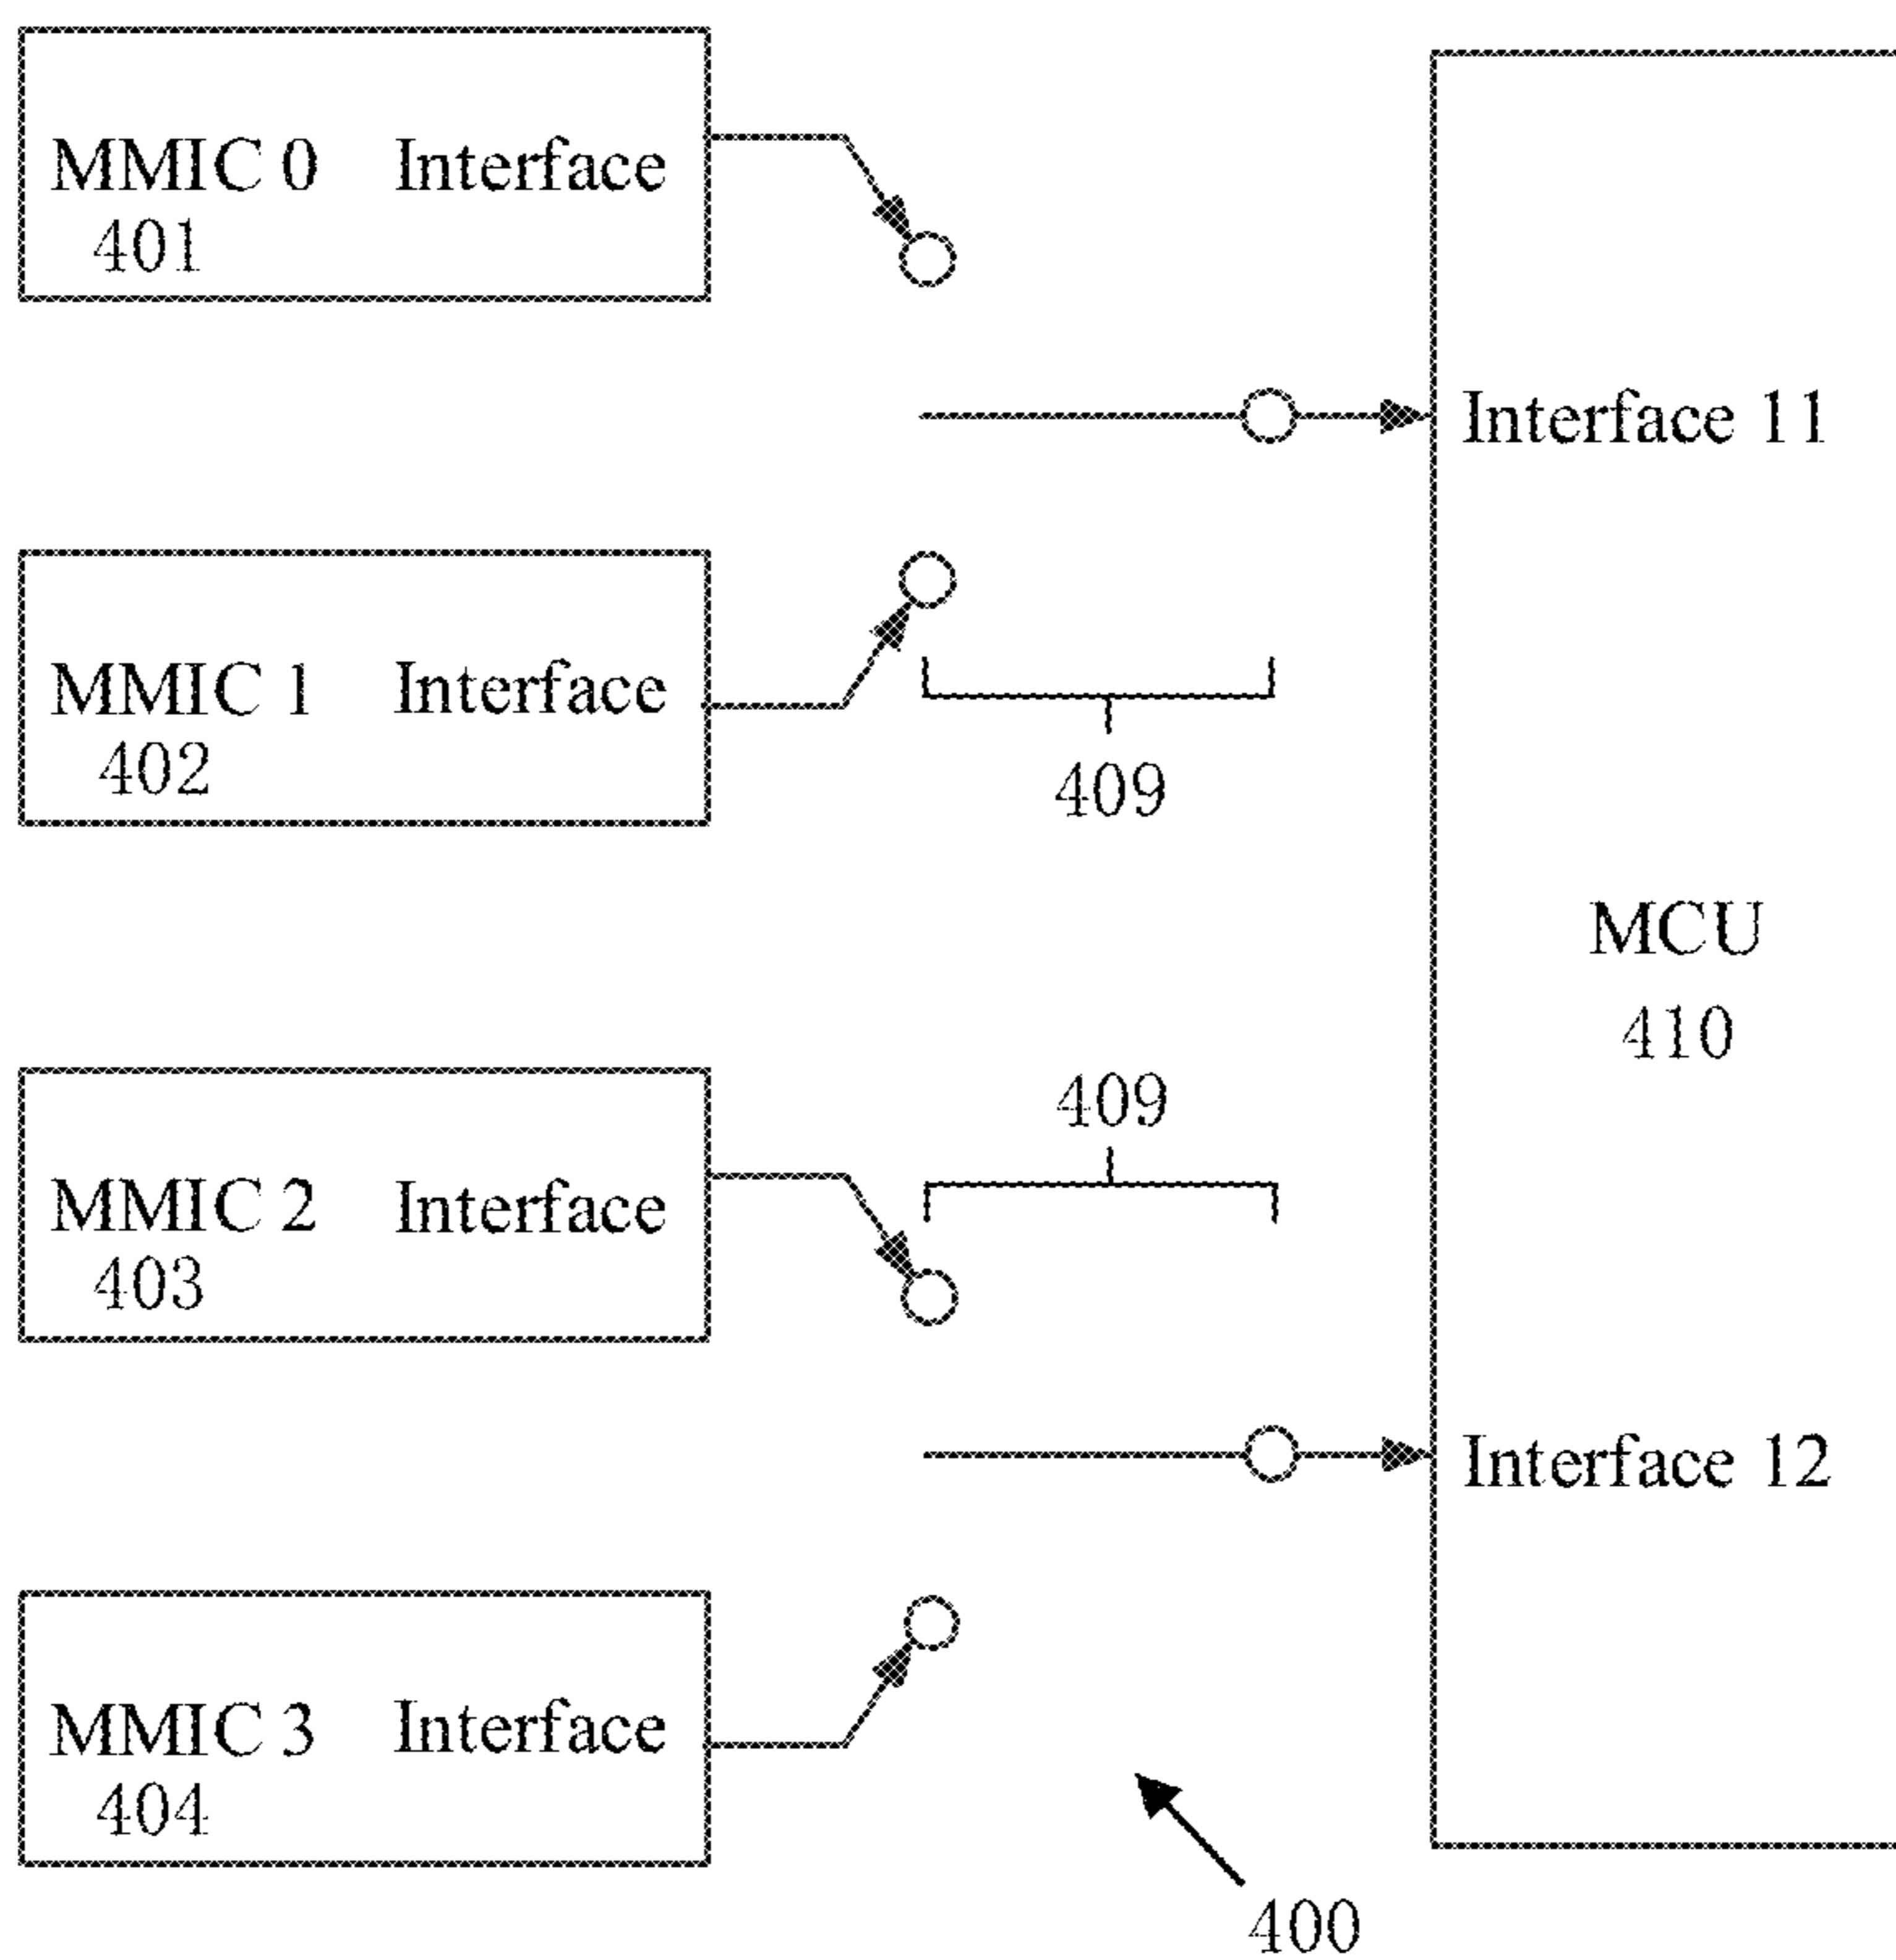 MMIC 0 Interface
401
Interface 11
MMIC 1 Interface
402
409
MCU
410
409
MMIC 2 Interface
403
Interface 12
MMIC 3 Interface
404
400